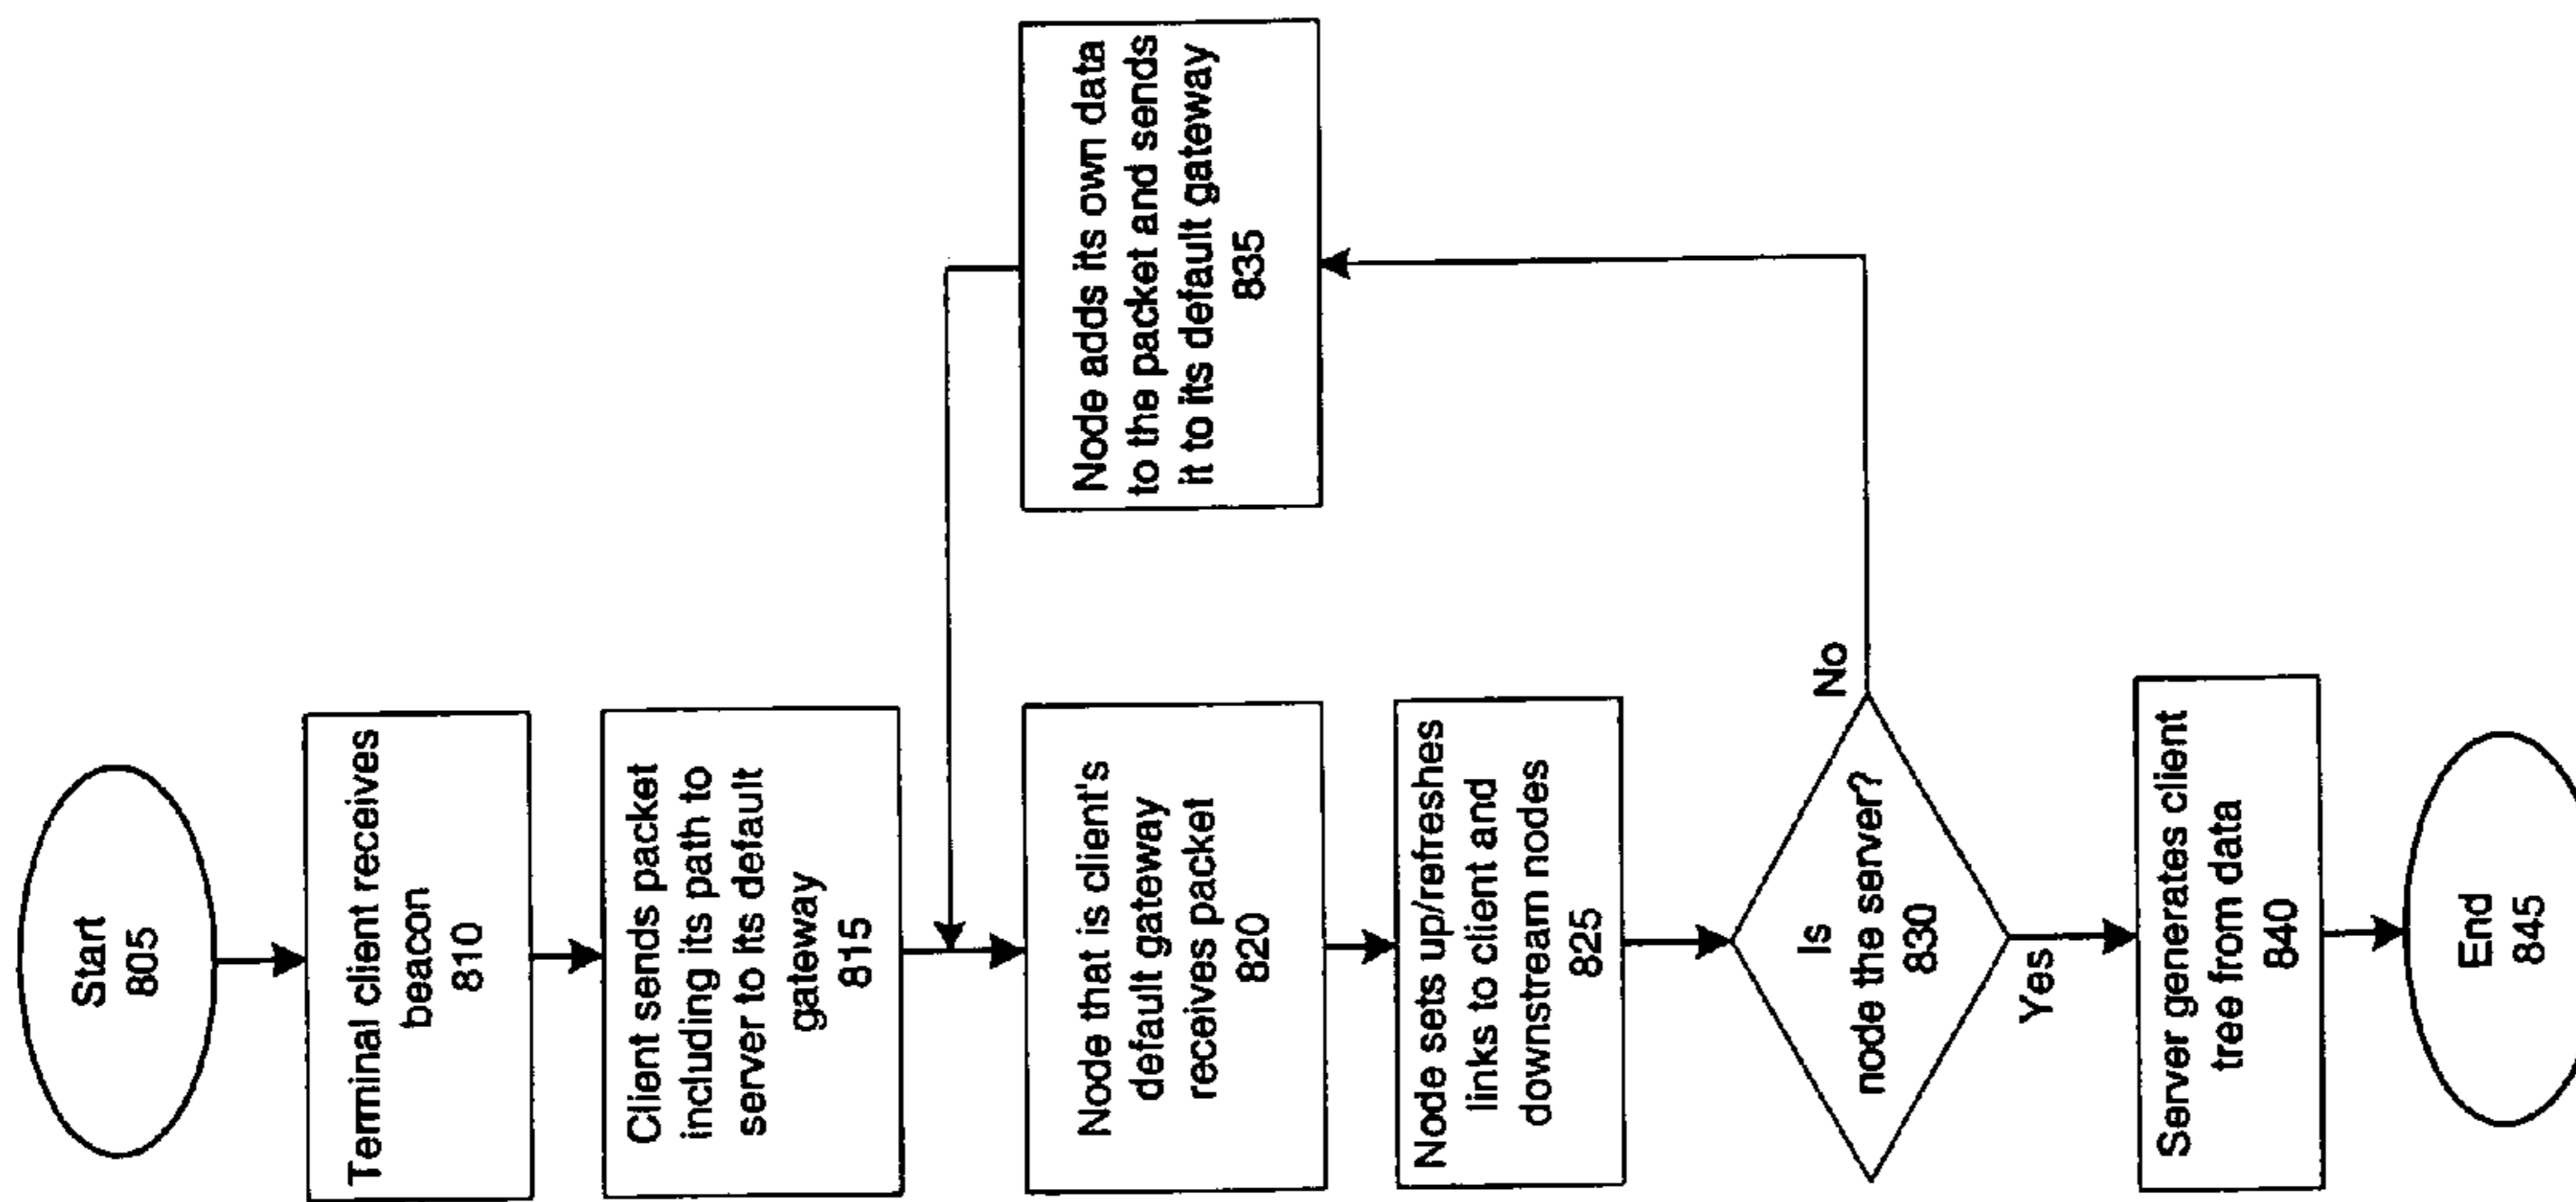 Start
805
Terminal client receives
beacon
810
Client sends packet
including its path to
server to its default
gateway
815
Node that is client's
default gateway
receives packet
820
Node sets up/refreshes
links to client and
downstream nodes
825
Is
node the server?
830
No
Node adds its own data
to the packet and sends
it to its default gateway
835
Yes
Server generates client
tree from data
840
End
845